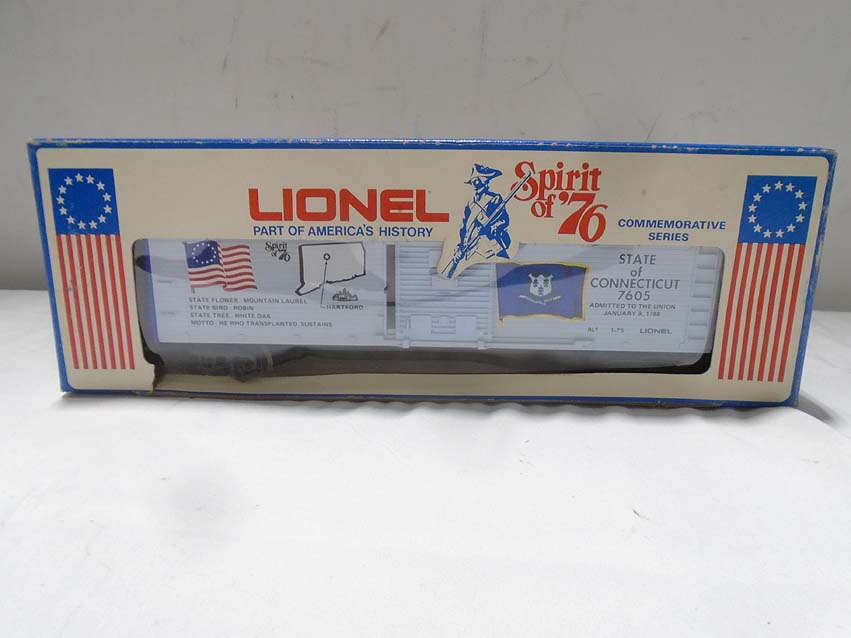 LIONEL
PART OF AMERICA'S HISTORY
Spirit
of '76
COMMEMORATIVE
SERIES
Spirit
of '76
STATE FLOWER · MOUNTAIN LAUREL
STATE BIRD · ROBIN
STATE TREE · WHITE OAK
MOTTO · HE WHO TRANSPLANTED, SUSTAINS
HARTFORD
STATE
of
CONNECTICUT
7605
ADMITTED TO THE UNION
JANUARY 9, 1788
BLT 1-75 LIONEL